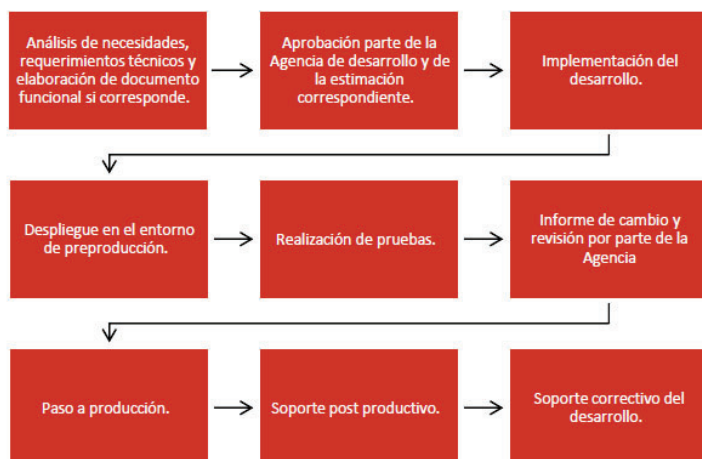 Análisis de necesidades,
requerimientos técnicos y
elaboración de documento
funcional si corresponde.
Aprobación parte de la
Agencia de desarrollo y de
la estimación
correspondiente.
Implementación del
desarrollo.
Despliegue en el entorno
de preproducción.
Realización de pruebas.
Informe de cambio y
revisión por parte de la
Agencia
Paso a producción.
Soporte post productivo.
Soporte correctivo del
desarrollo.